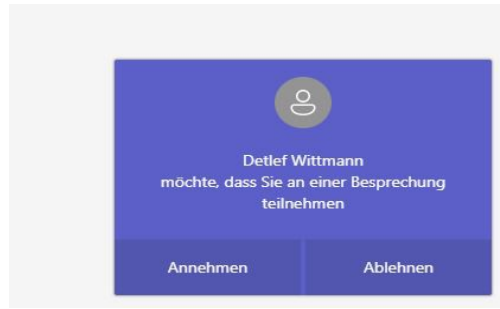 Detlef Wittmann
möchte, dass Sie an einer Besprechung
teilnehmen
Annehmen Ablehnen